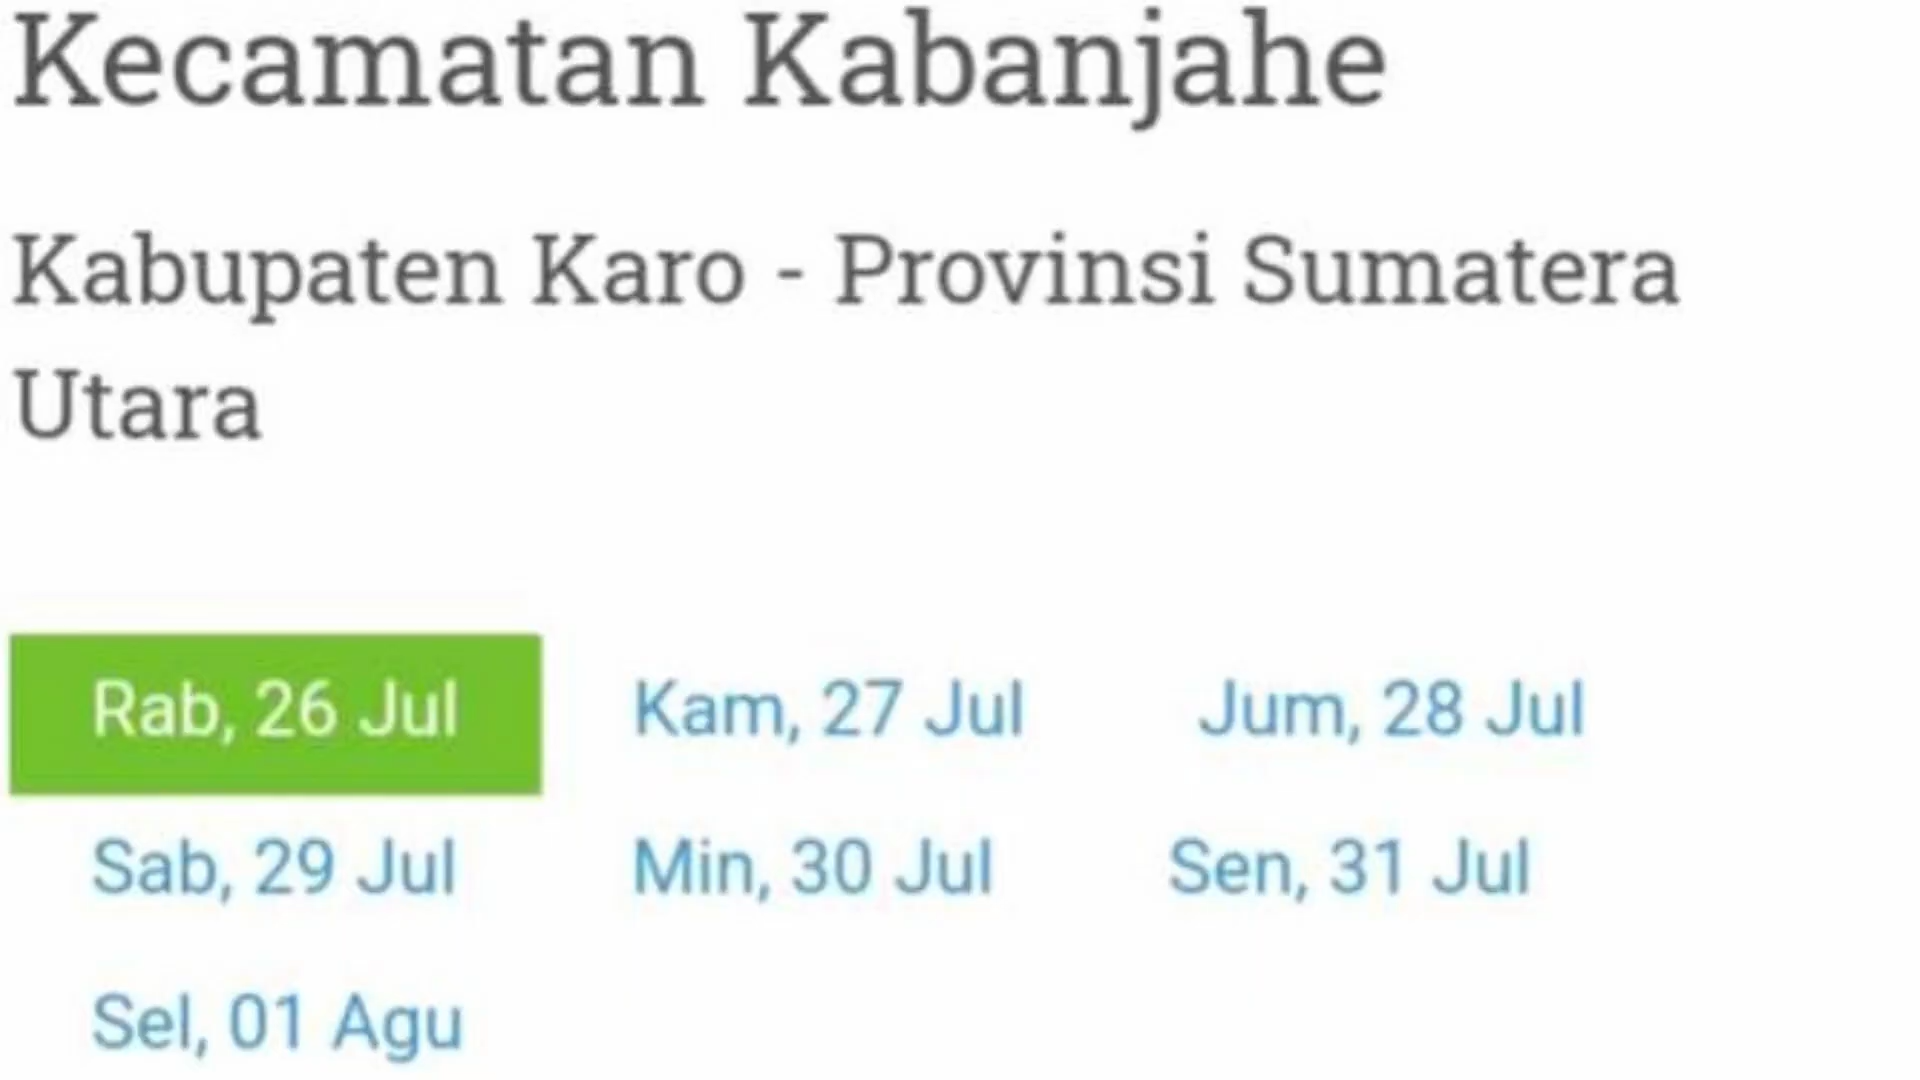 Kecamatan Kabanjahe
Kabupaten Karo - Provinsi Sumatera
Utara
Rab, 26 Jul
Kam, 27 Jul
Jum, 28 Jul
Sab, 29 Jul
Min, 30 Jul
Sen, 31 Jul
Sel, 01 Agu